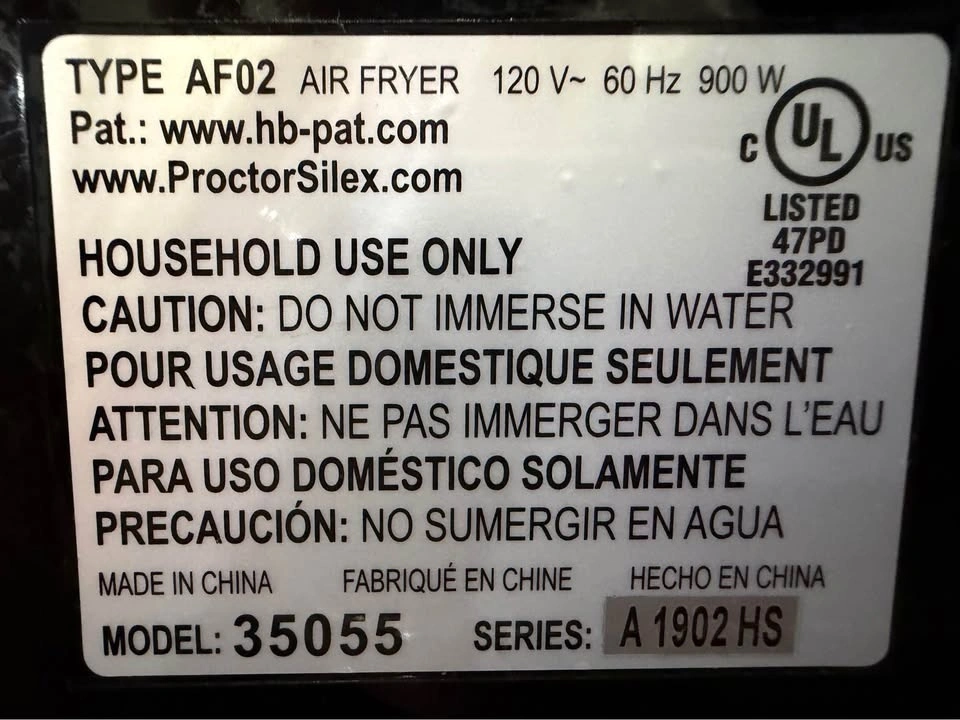 TYPE AF02 AIR FRYER 120 V~ 60 Hz 900 W
Pat.: www.hb-pat.com
www.ProctorSilex.com
C UL US
LISTED
47PD
E332991
HOUSEHOLD USE ONLY
CAUTION: DO NOT IMMERSE IN WATER
POUR USAGE DOMESTIQUE SEULEMENT
ATTENTION: NE PAS IMMERGER DANS L'EAU
PARA USO DOMÉSTICO SOLAMENTE
PRECAUCIÓN: NO SUMERGIR EN AGUA
MADE IN CHINA FABRIQUÉ EN CHINE HECHO EN CHINA
MODEL: 35055 SERIES: A 1902 HS